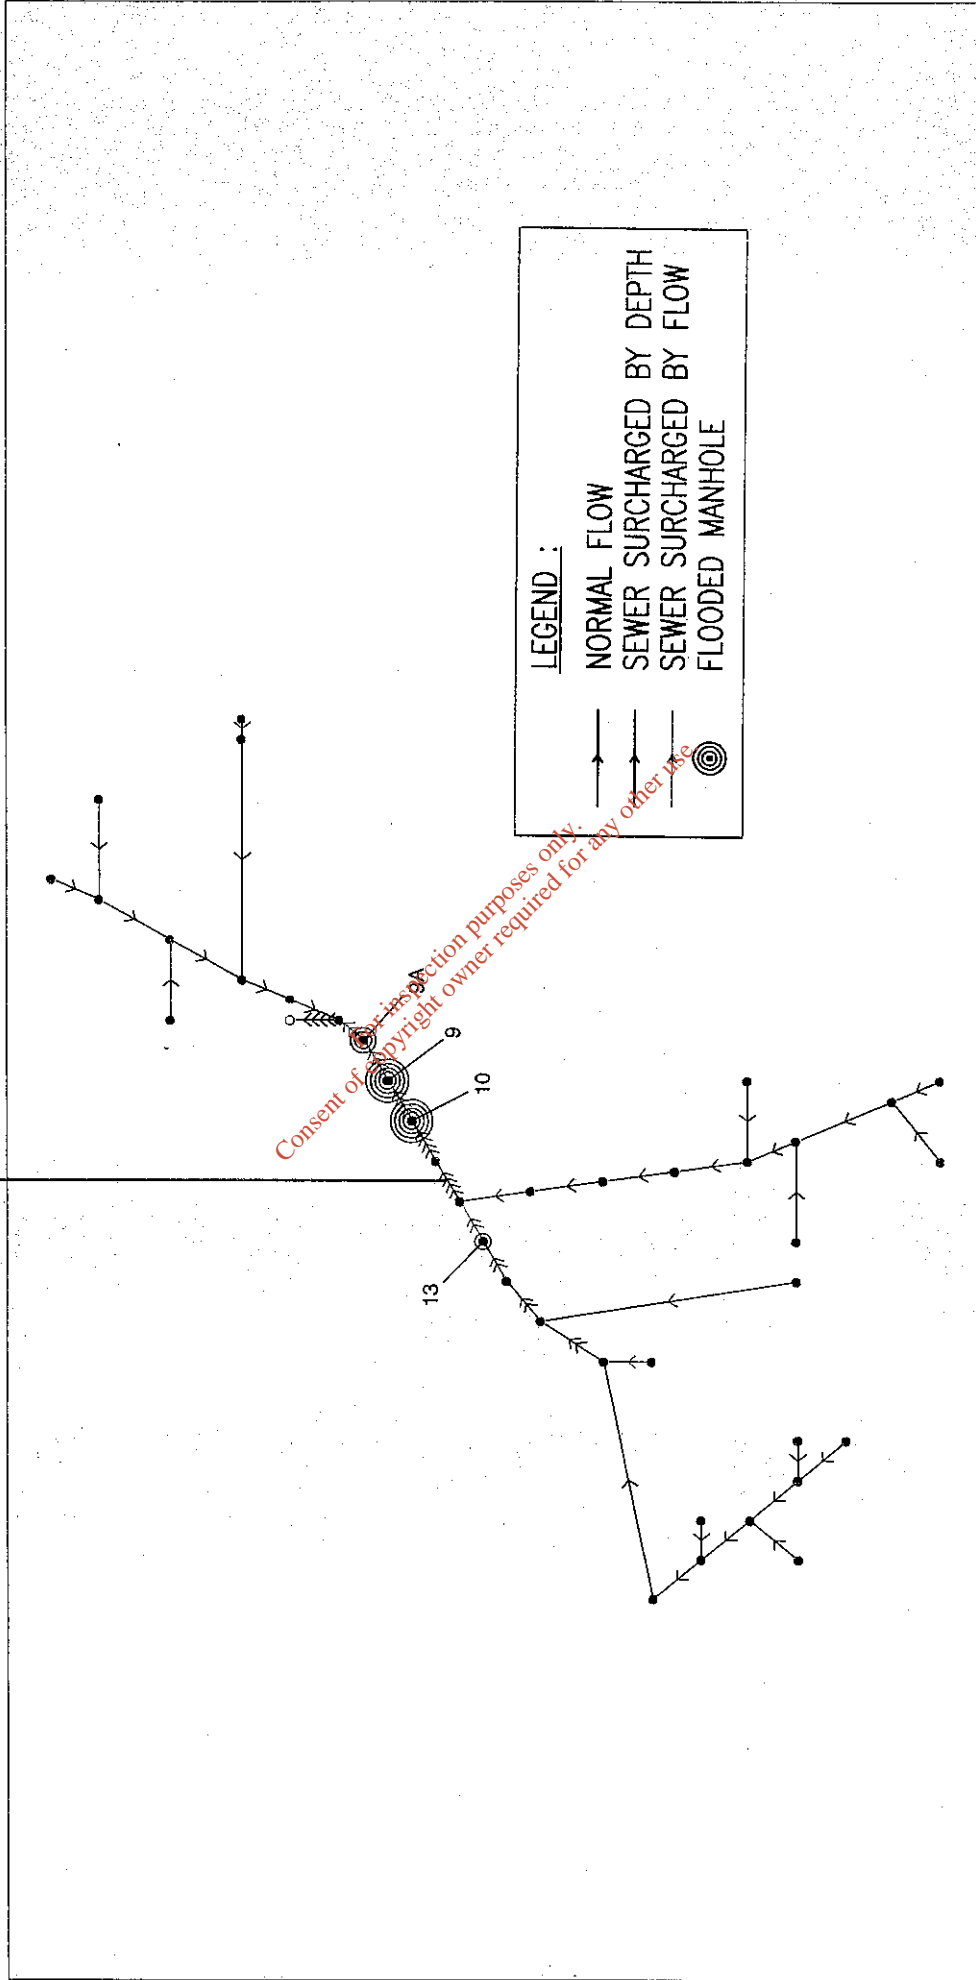 LEGEND :
NORMAL FLOW
SEWER SURCHARGED BY DEPTH
SEWER SURCHARGED BY FLOW
FLOODED MANHOLE
9A
9
10
13
For inspection purposes only.
Consent of copyright owner required for any other use.